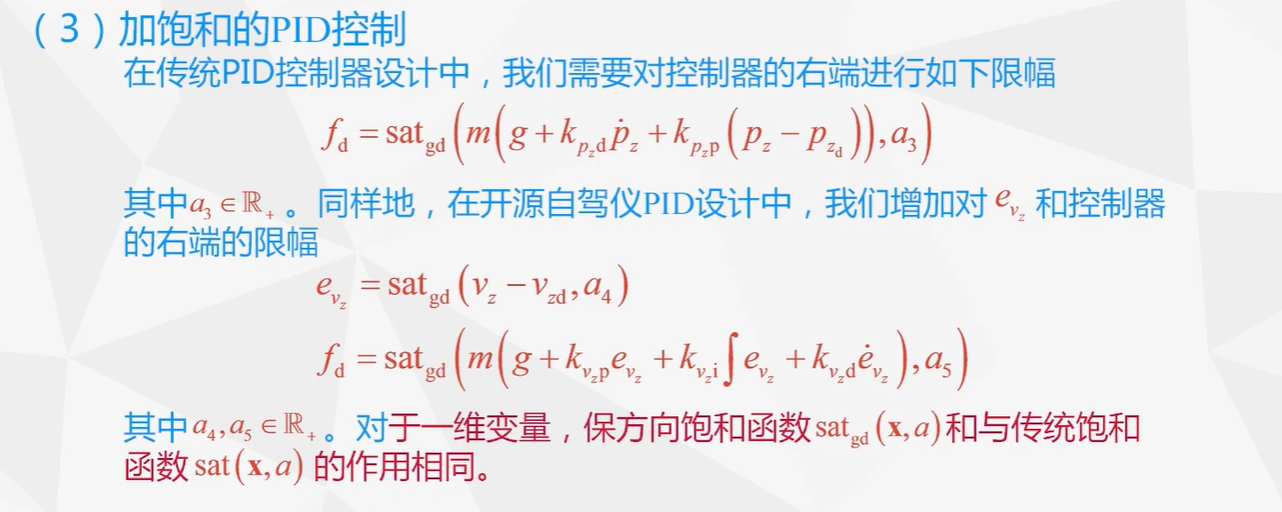 （3）加饱和的PID控制
在传统PID控制器设计中，我们需要对控制器的右端进行如下限幅
$f_{\mathrm{d}} = \mathrm{sat}_{\mathrm{gd}}\left(m\left(g + k_{p_z\mathrm{d}}\dot{p}_z + k_{p_z\mathrm{p}}\left(p_z - p_{z_{\mathrm{d}}}\right)\right), a_3\right)$
其中$a_3 \in \mathbb{R}_+$。同样地，在开源自驾仪PID设计中，我们增加对 $e_{v_z}$ 和控制器
的右端的限幅
$e_{v_z} = \mathrm{sat}_{\mathrm{gd}}\left(v_z - v_{z\mathrm{d}}, a_4\right)$
$f_{\mathrm{d}} = \mathrm{sat}_{\mathrm{gd}}\left(m\left(g + k_{v_z\mathrm{p}}e_{v_z} + k_{v_z\mathrm{i}}\int e_{v_z} + k_{v_z\mathrm{d}}\dot{e}_{v_z}\right), a_5\right)$
其中$a_4, a_5 \in \mathbb{R}_+$。对于一维变量，保方向饱和函数$\mathrm{sat}_{\mathrm{gd}}(\mathbf{x}, a)$和与传统饱和
函数$\mathrm{sat}(\mathbf{x}, a)$ 的作用相同。